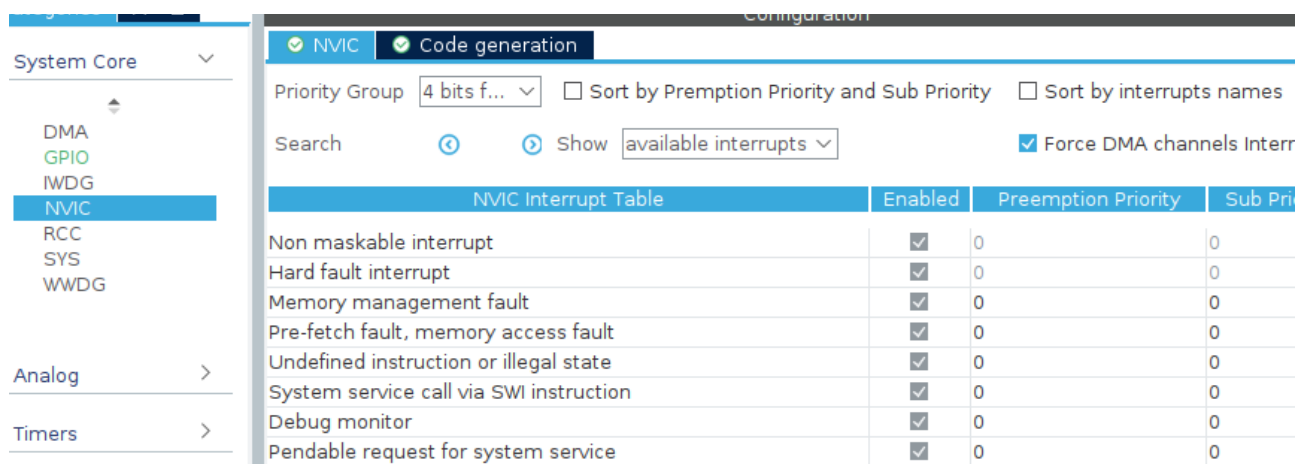 Configuration
NVIC Code generation
System Core
Priority Group 4 bits f... Sort by Premption Priority and Sub Priority Sort by interrupts names
DMA
GPIO
IWDG
NVIC
RCC
SYS
WWDG
Search Show available interrupts Force DMA channels Interr
NVIC Interrupt Table Enabled Preemption Priority Sub Pri
Non maskable interrupt 0 0
Hard fault interrupt 0 0
Memory management fault 0 0
Pre-fetch fault, memory access fault 0 0
Undefined instruction or illegal state 0 0
System service call via SWI instruction 0 0
Debug monitor 0 0
Pendable request for system service 0 0
Analog
Timers